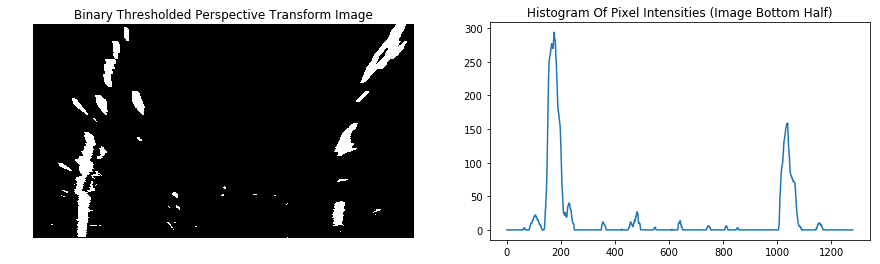 Binary Thresholded Perspective Transform Image
Histogram Of Pixel Intensities (Image Bottom Half)
300
250
200
150
100
50
0
0 200 400 600 800 1000 1200